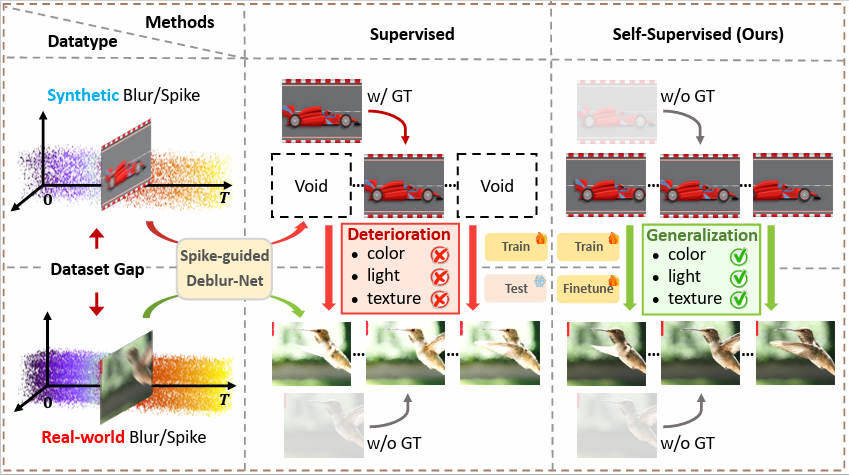 Methods
Datatype
Supervised
Self-Supervised (Ours)
Synthetic Blur/Spike
w/ GT
w/o GT
0
T
Void
...
...
Void
...
...
Dataset Gap
Spike-guided
Deblur-Net
Deterioration
• color
• light
• texture
Train
Test
Train
Finetune
Generalization
• color
• light
• texture
0
T
...
...
...
...
Real-world Blur/Spike
w/o GT
w/o GT